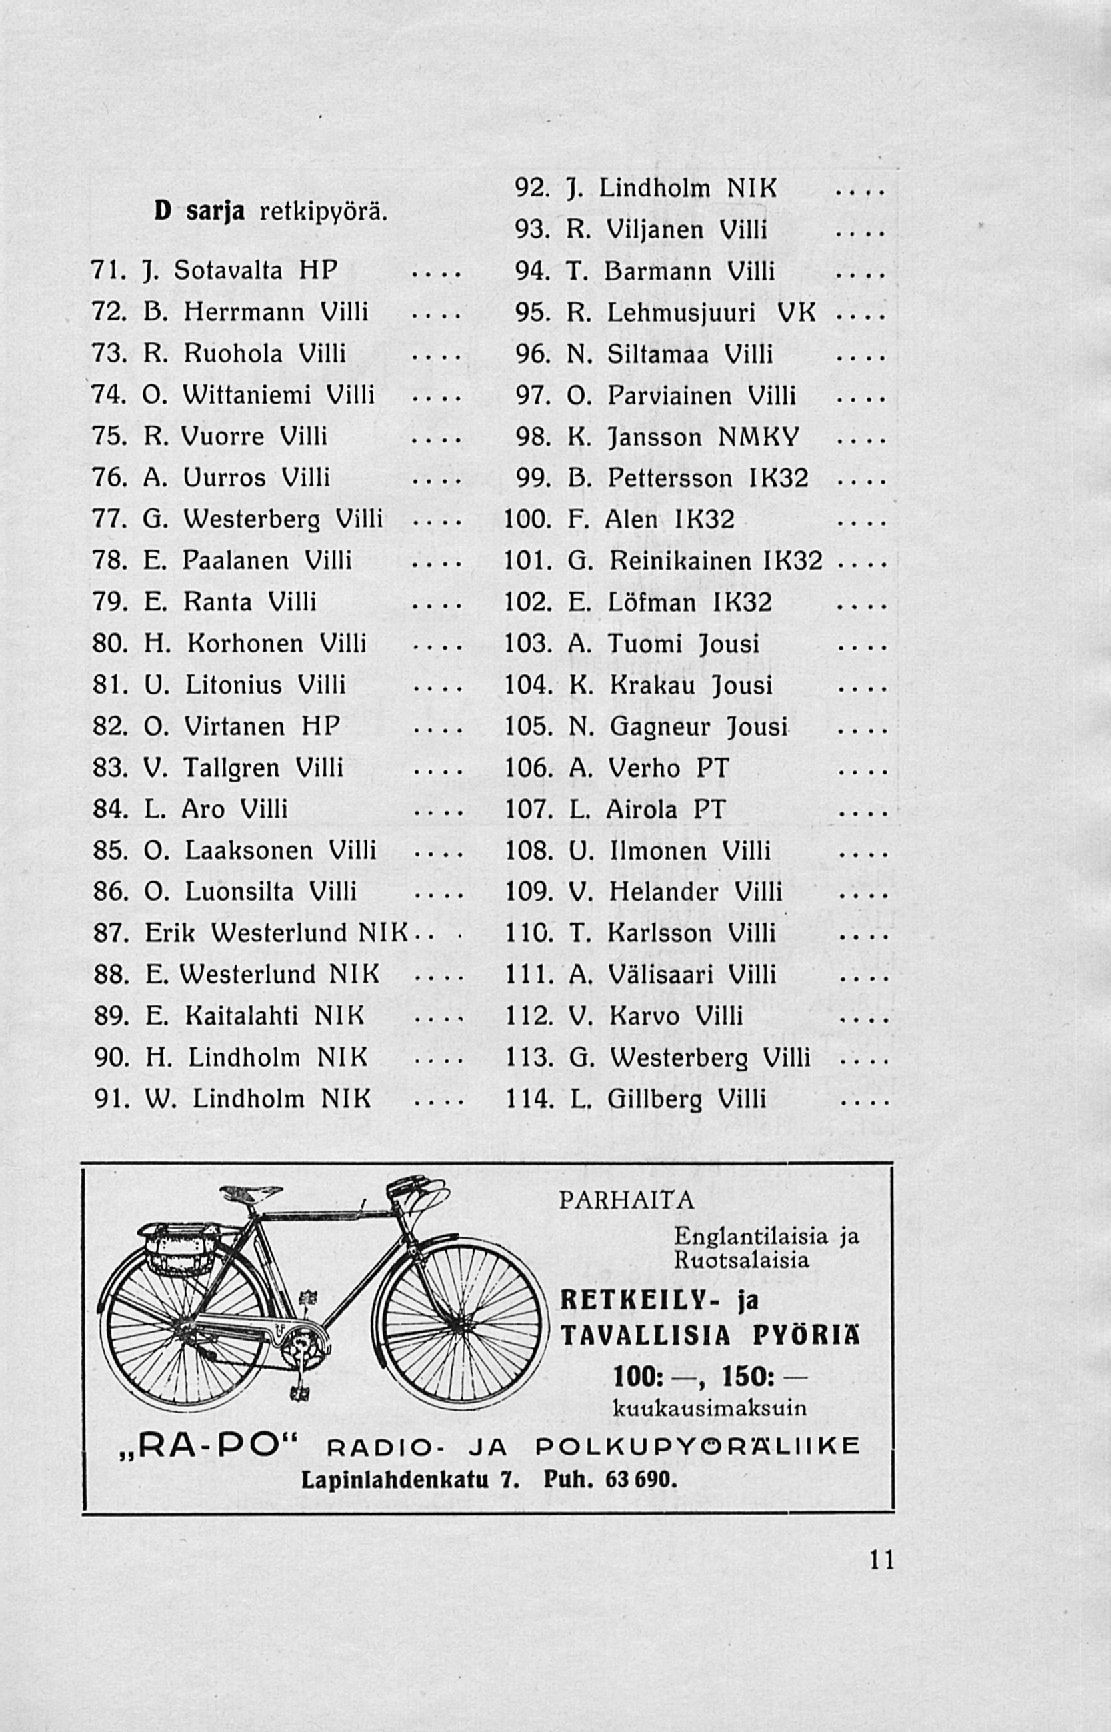 D sarja retkipyörä.
71. J. Sotavalta HP ....
72. B. Herrmann Villi ....
73. R. Ruohola Villi ....
74. O. Wittaniemi Villi ....
75. R. Vuorre Villi ....
76. A. Uurros Villi ....
77. G. Westerberg Villi ....
78. E. Paalanen Villi ....
79. E. Ranta Villi ....
80. H. Korhonen Villi ....
81. U. Litonius Villi ....
82. O. Virtanen HP ....
83. V. Tallgren Villi ....
84. L. Aro Villi ....
85. O. Laaksonen Villi ....
86. O. Luonsilta Villi ....
87. Erik Westerlund NIK.. .
88. E. Westerlund NIK ....
89. E. Kaitalahti NIK ....
90. H. Lindholm NIK ....
91. W. Lindholm NIK ....
92. J. Lindholm NIK ....
93. R. Viljanen Villi ....
94. T. Barmann Villi ....
95. R. Lehmusjuuri VK ....
96. N. Siltamaa Villi ....
97. O. Parviainen Villi ....
98. K. Jansson NMKY ....
99. B. Pettersson IK32 ....
100. F. Alen IK32 ....
101. G. Reinikainen IK32 ....
102. E. Löfman IK32 ....
103. A. Tuomi Jousi ....
104. K. Krakau Jousi ....
105. N. Gagneur Jousi ....
106. A. Verho PT ....
107. L. Airola PT ....
108. U. Ilmonen Villi ....
109. V. Helander Villi ....
110. T. Karlsson Villi ....
111. A. Välisaari Villi ....
112. V. Karvo Villi ....
113. G. Westerberg Villi ....
114. L. Gillberg Villi ....
PARHAITA
Englantilaisia ja
Ruotsalaisia
RETKEILY- ja
TAVALLISIA PYÖRIÄ
100: —, 150: —
kuukausimaksuin
„RA-PO“ RADIO- JA POLKUPYÖRÄLIIKE
Lapinlahdenkatu 7. Puh. 63 690.
11